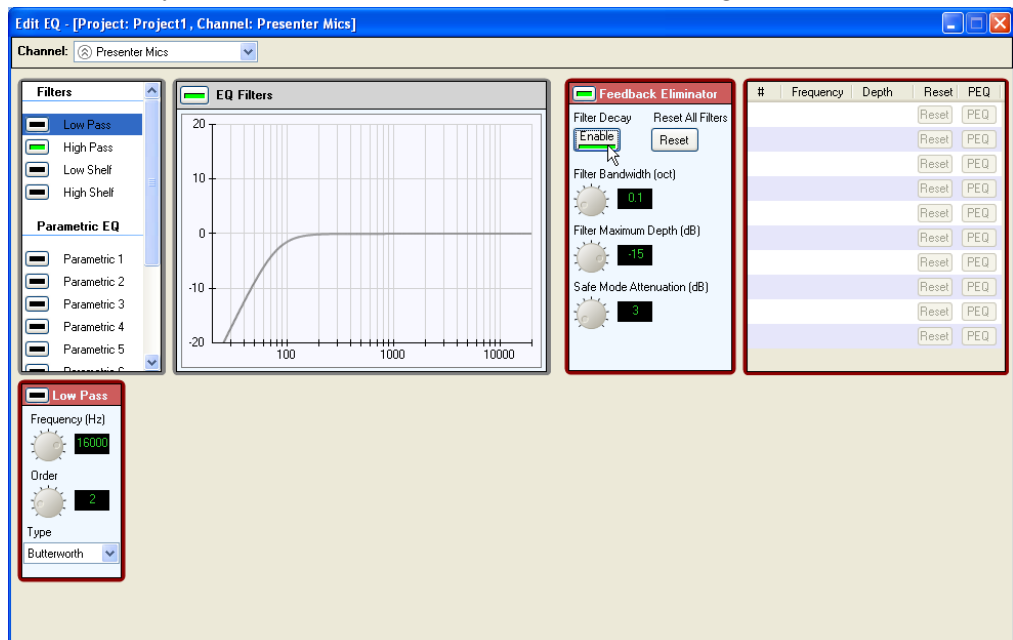 Edit EQ - [Project: Project1, Channel: Presenter Mics]
Channel: Presenter Mics
Filters
Low Pass
High Pass
Low Shelf
High Shelf
Parametric EQ
Parametric 1
Parametric 2
Parametric 3
Parametric 4
Parametric 5
EQ Filters
20
10
0
-10
-20
100 1000 10000
Feedback Eliminator
Filter Decay Reset All Filters
Enable Reset
Filter Bandwidth (oct)
0.1
Filter Maximum Depth (dB)
-15
Safe Mode Attenuation (dB)
3
# Frequency Depth Reset PEQ
Reset PEQ
Reset PEQ
Reset PEQ
Reset PEQ
Reset PEQ
Reset PEQ
Reset PEQ
Reset PEQ
Reset PEQ
Reset PEQ
Low Pass
Frequency (Hz)
16000
Order
2
Type
Butterworth